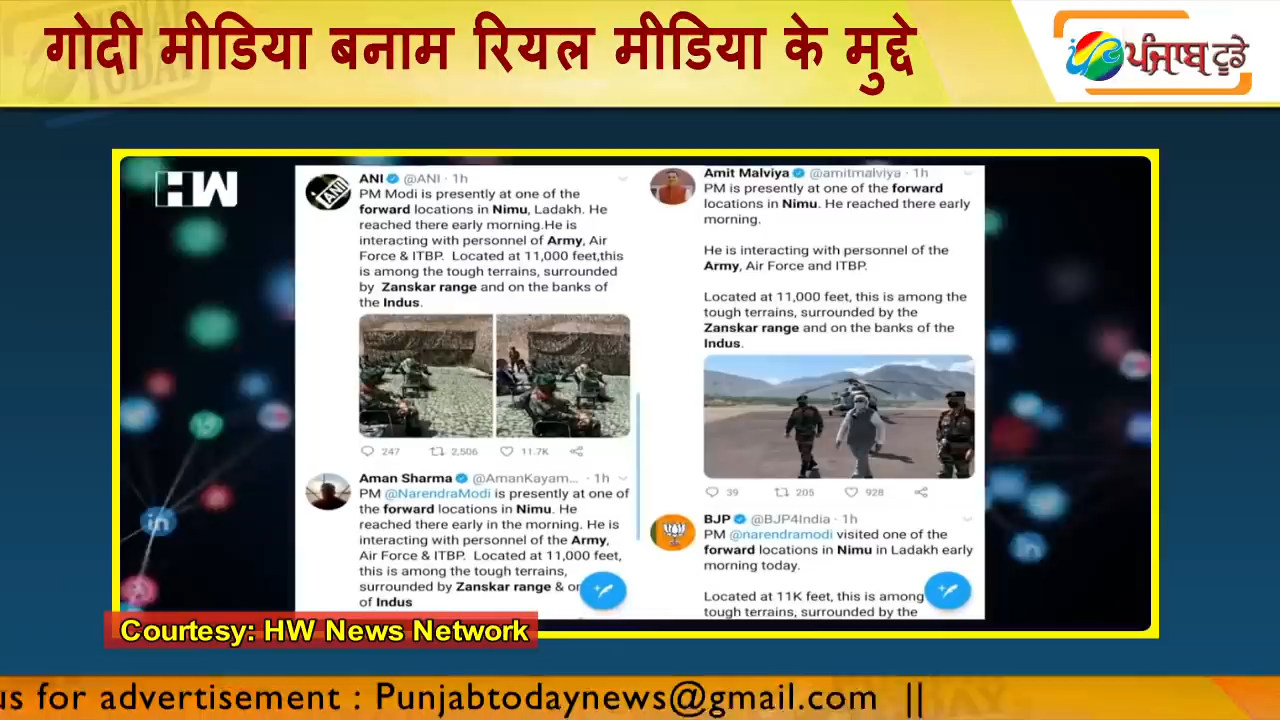 गोदी मीडिया बनाम रियल मीडिया के मुद्दे
ਪੰਜਾਬ ਟੂਡੇ
HW
ANI @ANI · 1h
PM Modi is presently at one of the
forward locations in Nimu, Ladakh. He
reached there early morning.He is
interacting with personnel of Army, Air
Force & ITBP. Located at 11,000 feet,this
is among the tough terrains, surrounded
by Zanskar range and on the banks of
the Indus.
247 2,506 11.7K
Aman Sharma @AmanKayam... · 1h
PM @NarendraModi is presently at one of
the forward locations in Nimu. He
reached there early in the morning. He is
interacting with personnel of the Army,
Air Force & ITBP. Located at 11,000 feet,
this is among the tough terrains,
surrounded by Zanskar range & on
of Indus
Amit Malviya @amitmalviya · 1h
PM is presently at one of the forward
locations in Nimu. He reached there early
morning.
He is interacting with personnel of the
Army, Air Force and ITBP.
Located at 11,000 feet, this is among the
tough terrains, surrounded by the
Zanskar range and on the banks of the
Indus.
39 205 928
BJP @BJP4India · 1h
PM @narendramodi visited one of the
forward locations in Nimu in Ladakh early
morning today.
Located at 11K feet, this is among
tough terrains, surrounded by the
Courtesy: HW News Network
us for advertisement : Punjabtodaynews@gmail.com ||